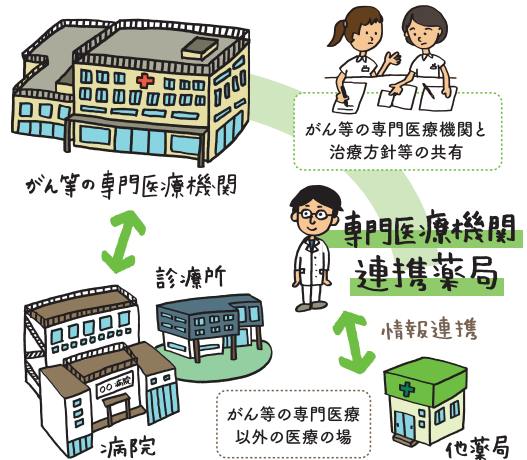 がん等の専門医療機関と
治療方針等の共有
がん等の専門医療機関
専門医療機関
連携薬局
診療所
情報連携
〇〇病院
がん等の専門医療
以外の医療の場
病院
他薬局